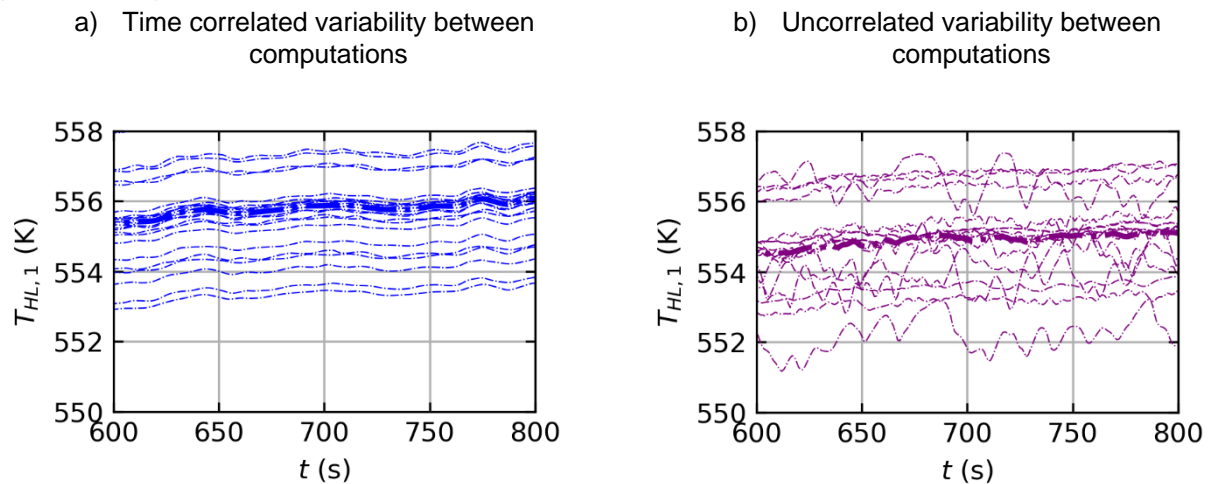 a) Time correlated variability between
computations
558
556
554
552
550
T_HL,1 (K)
600 650 700 750 800
t (s)
b) Uncorrelated variability between
computations
558
556
554
552
550
T_HL,1 (K)
600 650 700 750 800
t (s)